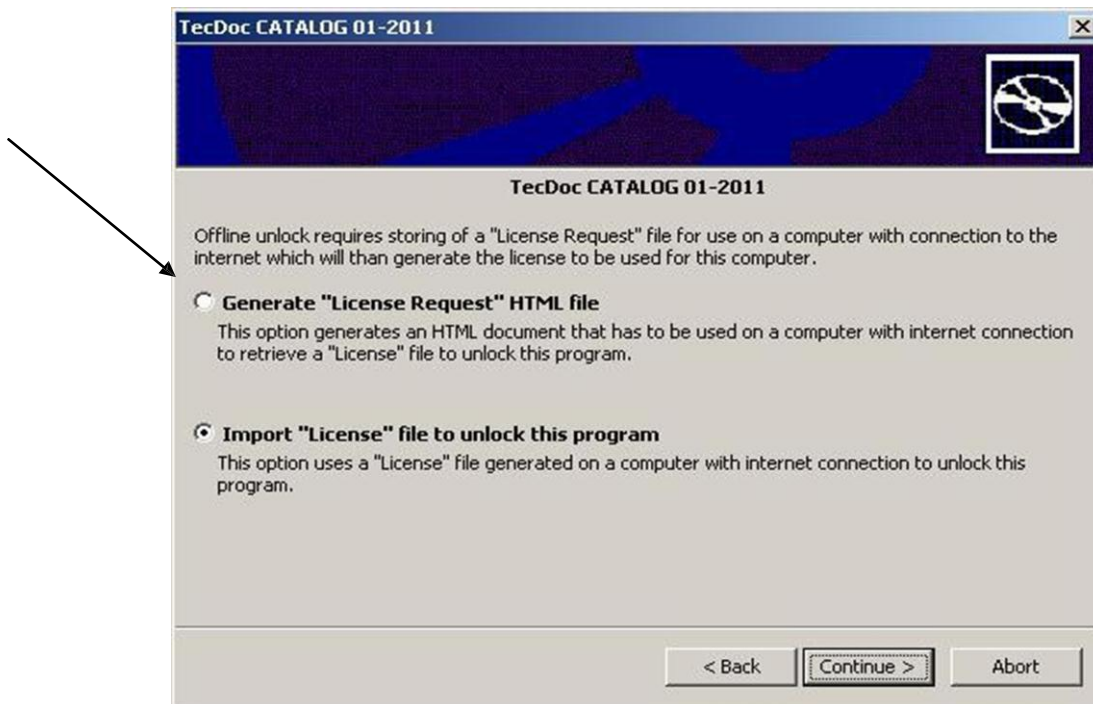 TecDoc CATALOG 01-2011
TecDoc CATALOG 01-2011
Offline unlock requires storing of a "License Request" file for use on a computer with connection to the
internet which will than generate the license to be used for this computer.
Generate "License Request" HTML file
This option generates an HTML document that has to be used on a computer with internet connection
to retrieve a "License" file to unlock this program.
Import "License" file to unlock this program
This option uses a "License" file generated on a computer with internet connection to unlock this
program.
< Back Continue > Abort